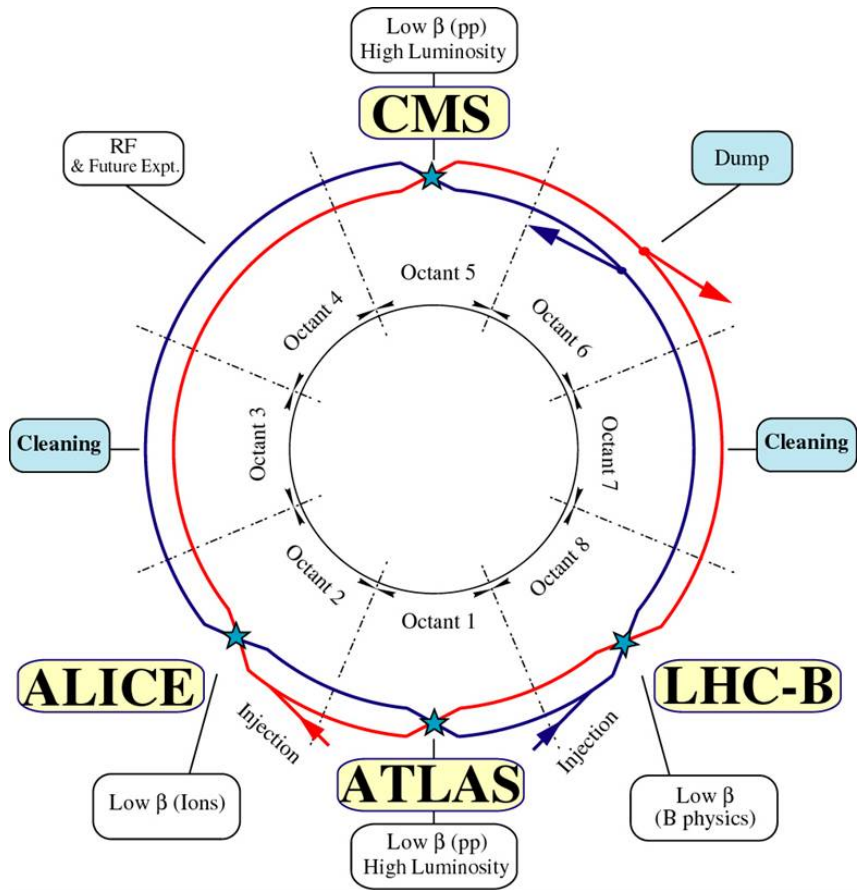 Low β (pp)
High Luminosity
CMS
RF
& Future Expt.
Dump
Octant 5
Octant 4
Octant 6
Cleaning
Octant 3
Octant 7
Cleaning
Octant 2
Octant 8
Octant 1
ALICE
LHC-B
Injection
Injection
ATLAS
Low β (Ions)
Low β
(B physics)
Low β (pp)
High Luminosity